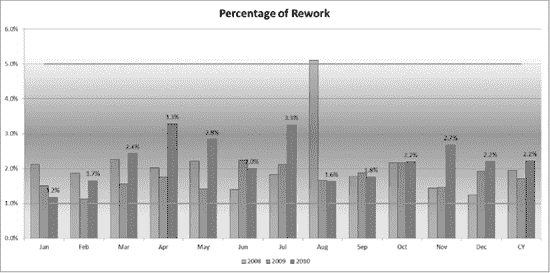 Percentage of Rework
6.0%
5.0%
4.0%
3.0%
2.0%
1.0%
0.0%
1.2% 1.7% 2.4% 3.3% 2.8% 2.0% 3.3% 1.6% 1.8% 2.2% 2.7% 2.2% 2.2%
Jan Feb Mar Apr May Jun Jul Aug Sep Oct Nov Dec CY
2008 2009 2010